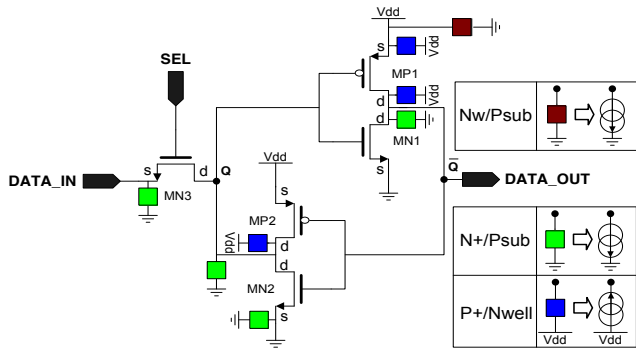 Vdd
SEL
s
Vdd
MP1
d
Vdd
d
MN1
s
Nw/Psub
DATA_IN
s
d
Q
MN3
Q̅
DATA_OUT
Vdd
s
MP2
Vdd
d
d
MN2
s
N+/Psub
P+/Nwell
Vdd
Vdd